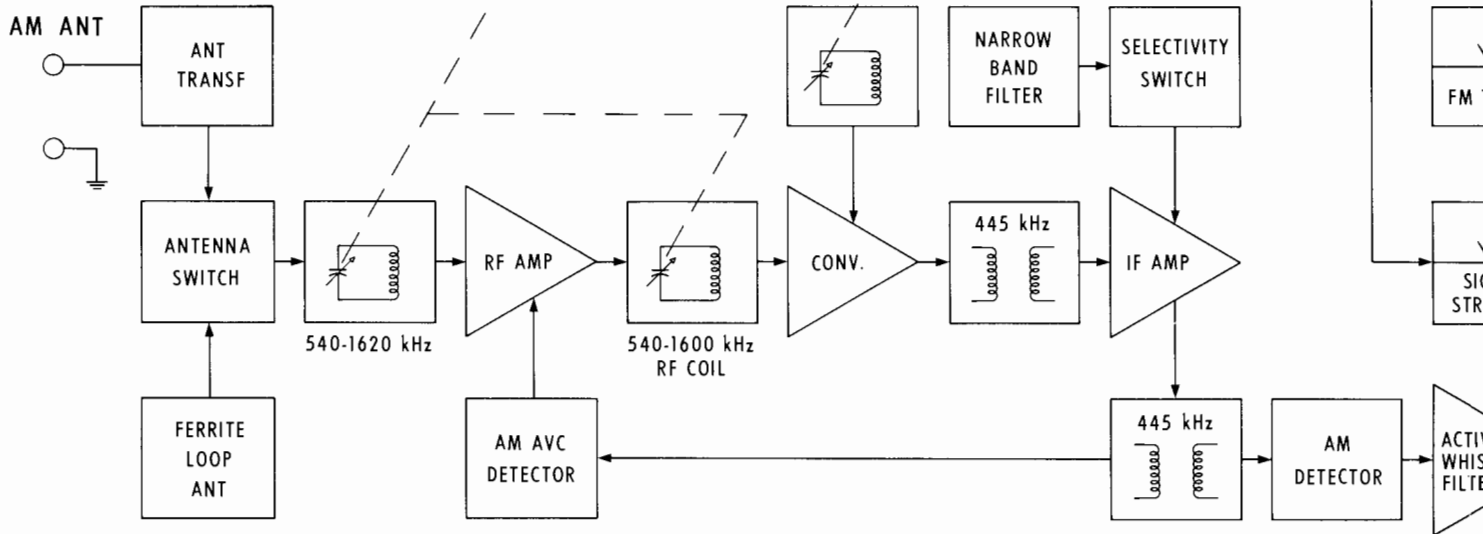 AM ANT
ANT
TRANSF
NARROW
BAND
FILTER
SELECTIVITY
SWITCH
FM
ANTENNA
SWITCH
540-1620 kHz
RF AMP
540-1600 kHz
RF COIL
CONV.
445 kHz
IF AMP
FERRITE
LOOP
ANT
AM AVC
DETECTOR
445 kHz
AM
DETECTOR